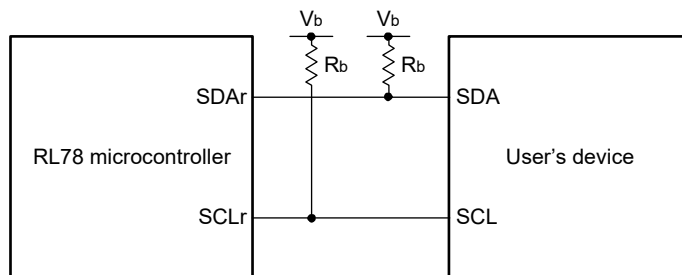 Vb Vb
Rb Rb
SDAr SDA
RL78 microcontroller User's device
SCLr SCL